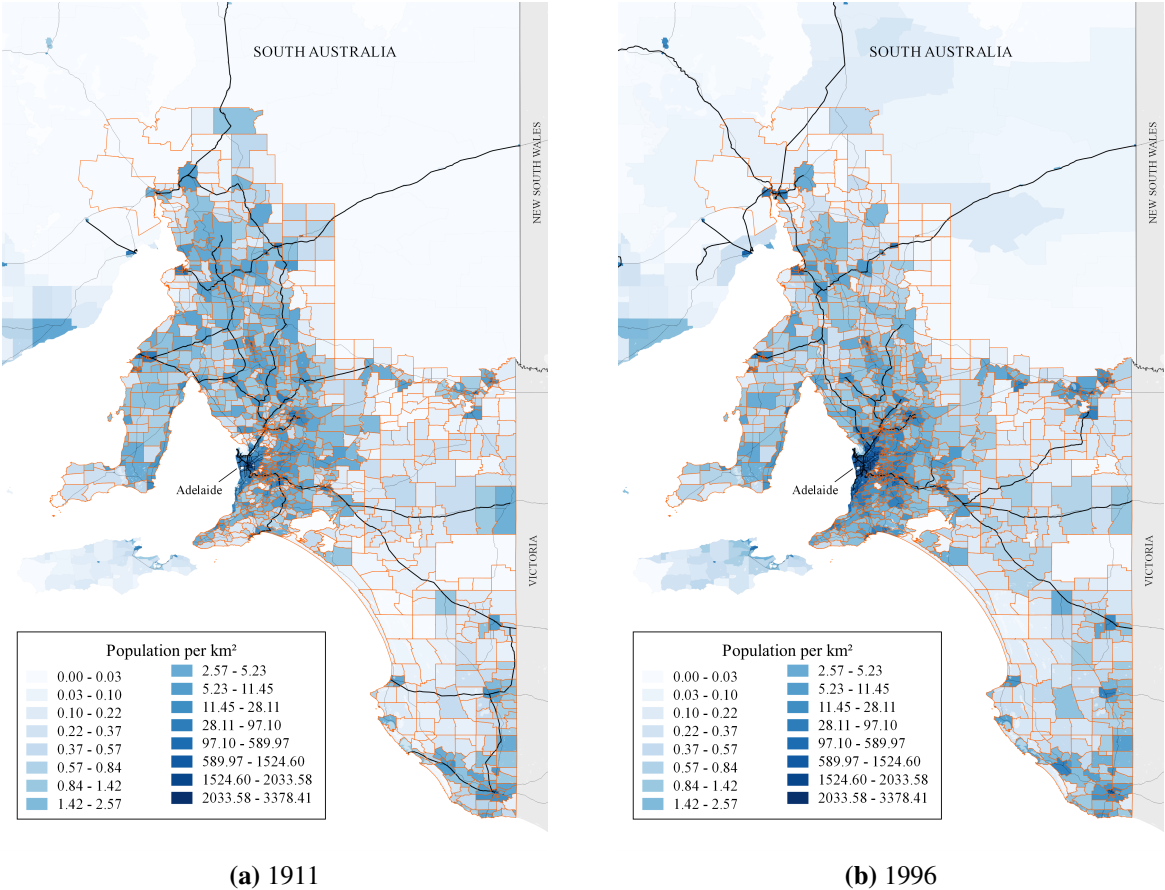 SOUTH AUSTRALIA
NEW SOUTH WALES
Adelaide
VICTORIA
Population per km²
0.00 - 0.03
0.03 - 0.10
0.10 - 0.22
0.22 - 0.37
0.37 - 0.57
0.57 - 0.84
0.84 - 1.42
1.42 - 2.57
2.57 - 5.23
5.23 - 11.45
11.45 - 28.11
28.11 - 97.10
97.10 - 589.97
589.97 - 1524.60
1524.60 - 2033.58
2033.58 - 3378.41
(a) 1911
SOUTH AUSTRALIA
NEW SOUTH WALES
Adelaide
VICTORIA
Population per km²
0.00 - 0.03
0.03 - 0.10
0.10 - 0.22
0.22 - 0.37
0.37 - 0.57
0.57 - 0.84
0.84 - 1.42
1.42 - 2.57
2.57 - 5.23
5.23 - 11.45
11.45 - 28.11
28.11 - 97.10
97.10 - 589.97
589.97 - 1524.60
1524.60 - 2033.58
2033.58 - 3378.41
(b) 1996